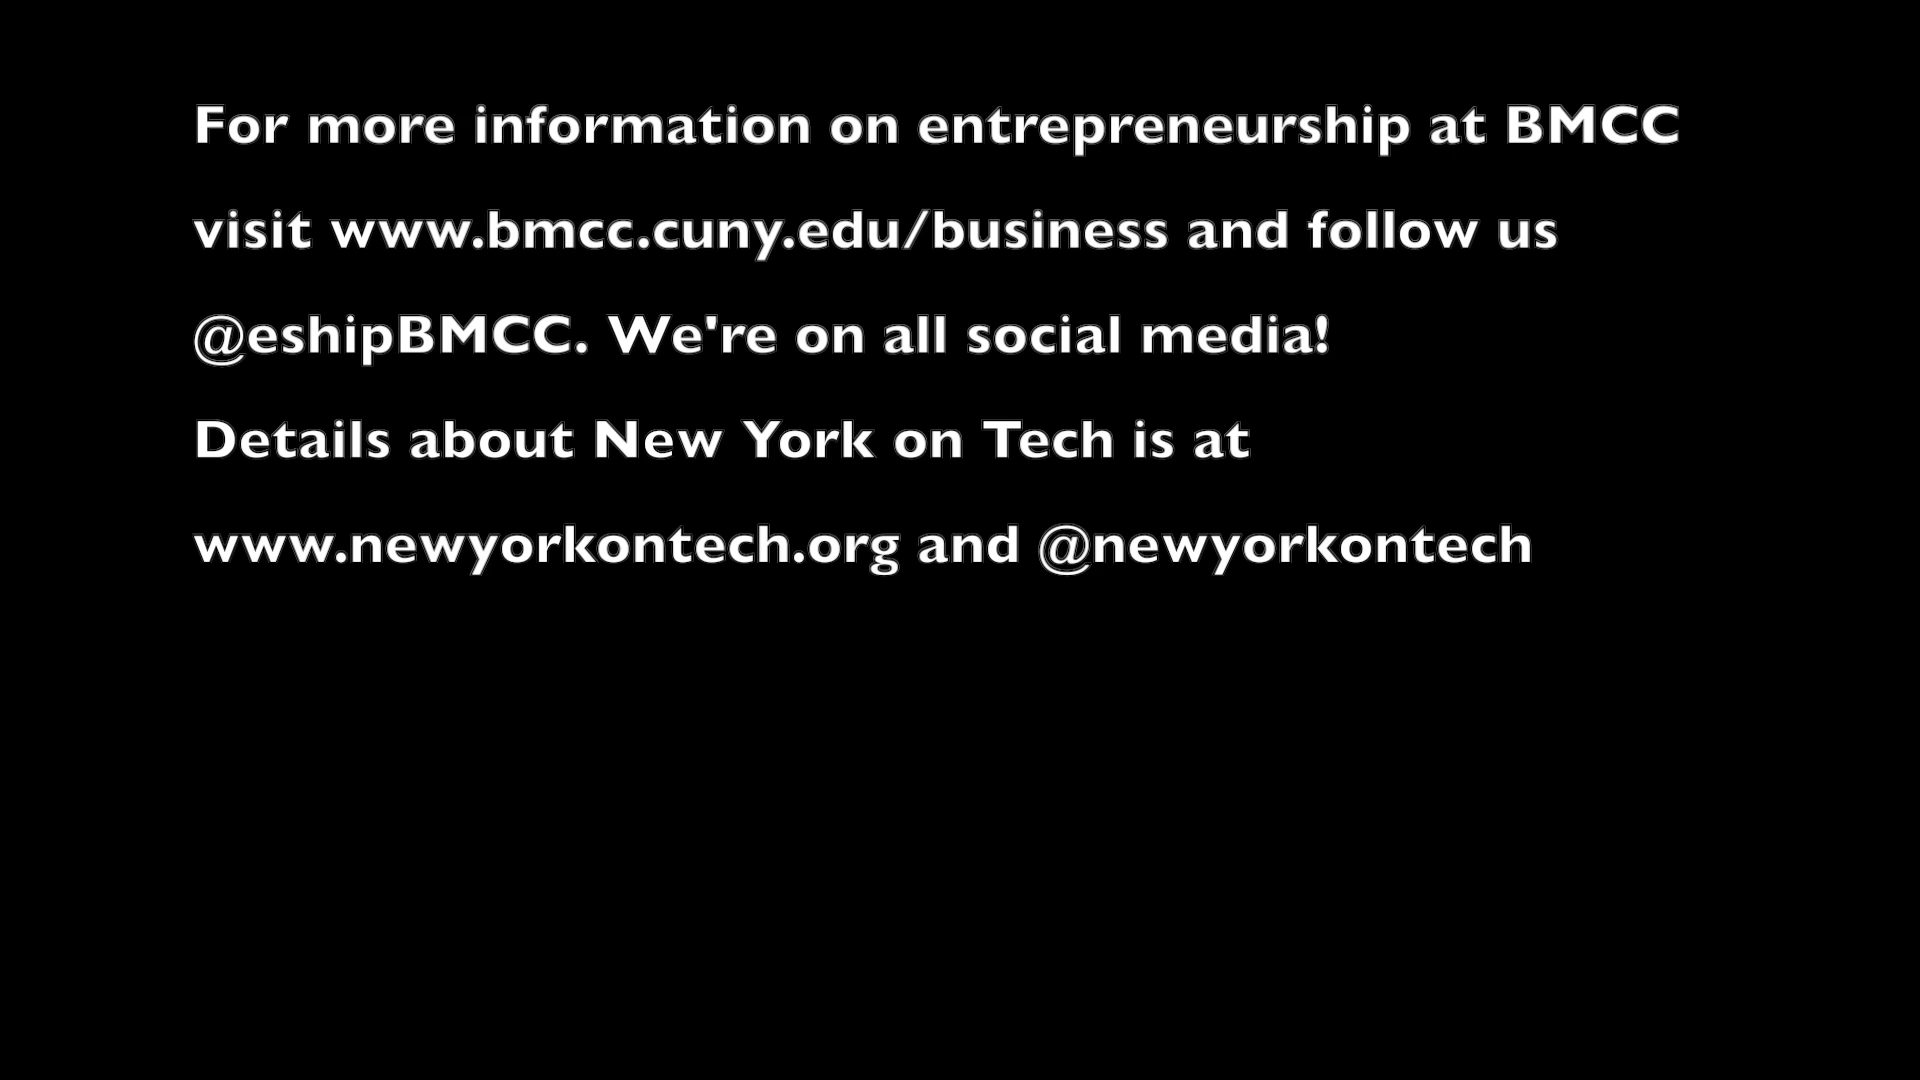 For more information on entrepreneurship at BMCC
visit www.bmcc.cuny.edu/business and follow us
@eshipBMCC. We're on all social media!
Details about New York on Tech is at
www.newyorkontech.org and @newyorkontech